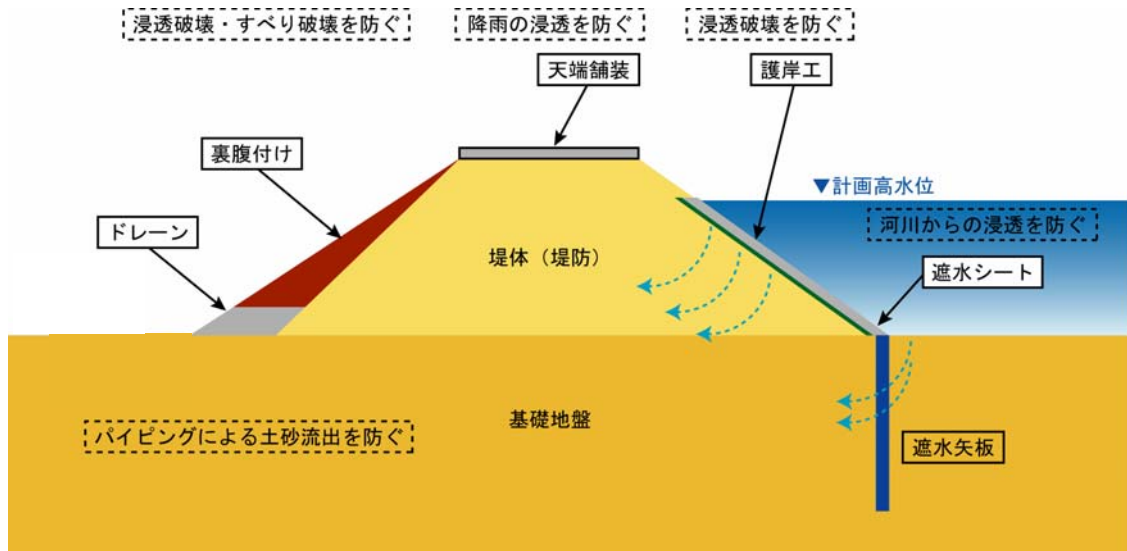 浸透破壊・すべり破壊を防ぐ
降雨の浸透を防ぐ
浸透破壊を防ぐ
天端舗装
護岸工
裏腹付け
▼計画高水位
ドレーン
河川からの浸透を防ぐ
堤体（堤防）
遮水シート
基礎地盤
パイピングによる土砂流出を防ぐ
遮水矢板